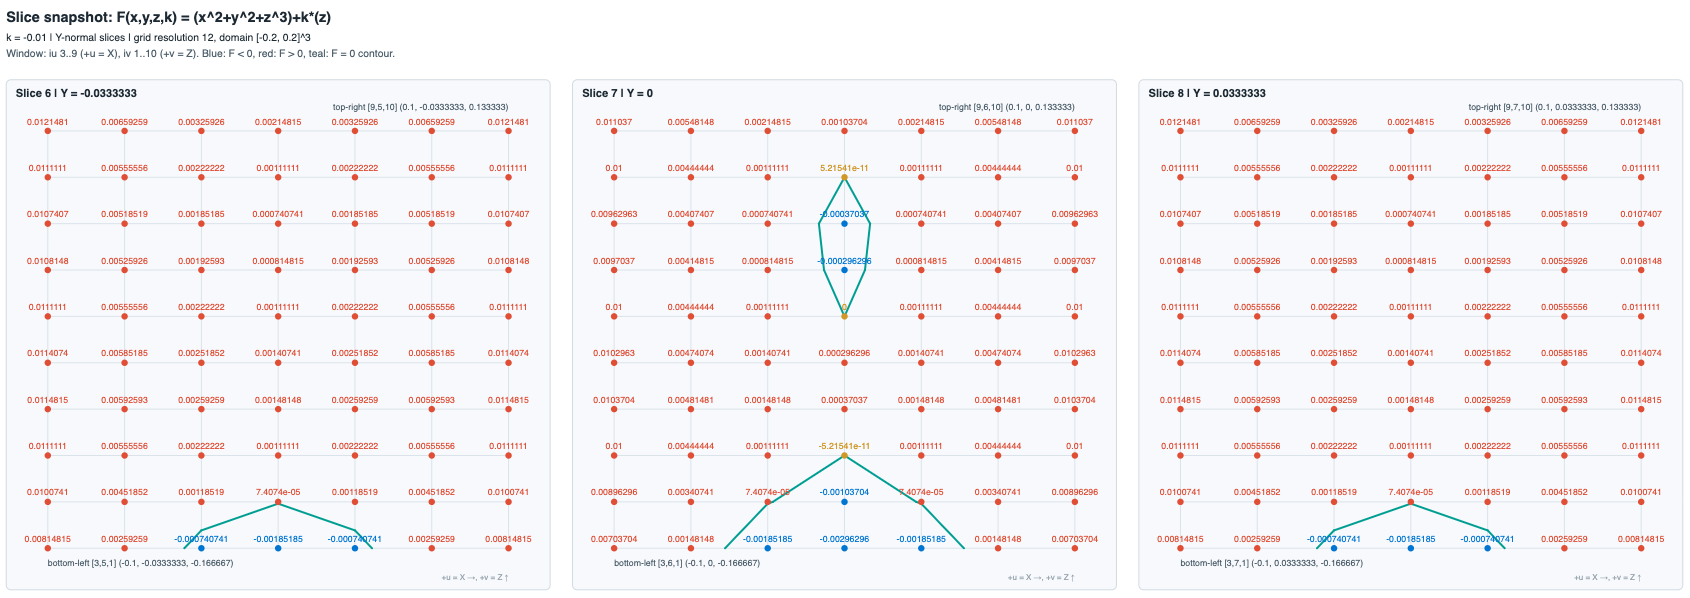 Slice snapshot: F(x,y,z,k) = (x^2+y^2+z^3)+k*(z)
k = -0.01 | Y-normal slices | grid resolution 12, domain [-0.2, 0.2]^3
Window: iu 3..9 (+u = X), iv 1..10 (+v = Z). Blue: F < 0, red: F > 0, teal: F = 0 contour.
Slice 6 | Y = -0.0333333
top-right [9,5,10] (0.1, -0.0333333, 0.133333)
0.0121481 0.00659259 0.00325926 0.00214815 0.00325926 0.00659259 0.0121481
0.0111111 0.00555556 0.00222222 0.00111111 0.00222222 0.00555556 0.0111111
0.0107407 0.00518519 0.00185185 0.000740741 0.00185185 0.00518519 0.0107407
0.0108148 0.00525926 0.00192593 0.000814815 0.00192593 0.00525926 0.0108148
0.0111111 0.00555556 0.00222222 0.00111111 0.00222222 0.00555556 0.0111111
0.0114074 0.00585185 0.00251852 0.00140741 0.00251852 0.00585185 0.0114074
0.0114815 0.00592593 0.00259259 0.00148148 0.00259259 0.00592593 0.0114815
0.0111111 0.00555556 0.00222222 0.00111111 0.00222222 0.00555556 0.0111111
0.0100741 0.00451852 0.00118519 7.4074e-05 0.00118519 0.00451852 0.0100741
0.00814815 0.00259259 -0.000740741 -0.00185185 -0.000740741 0.00259259 0.00814815
bottom-left [3,5,1] (-0.1, -0.0333333, -0.166667)
+u = X →, +v = Z ↑
Slice 7 | Y = 0
top-right [9,6,10] (0.1, 0, 0.133333)
0.011037 0.00548148 0.00214815 0.00103704 0.00214815 0.00548148 0.011037
0.01 0.00444444 0.00111111 5.21541e-11 0.00111111 0.00444444 0.01
0.00962963 0.00407407 0.000740741 -0.00037037 0.000740741 0.00407407 0.00962963
0.0097037 0.00414815 0.000814815 -0.000296296 0.000814815 0.00414815 0.0097037
0.01 0.00444444 0.00111111 0 0.00111111 0.00444444 0.01
0.0102963 0.00474074 0.00140741 0.000296296 0.00140741 0.00474074 0.0102963
0.0103704 0.00481481 0.00148148 0.00037037 0.00148148 0.00481481 0.0103704
0.01 0.00444444 0.00111111 -5.21541e-11 0.00111111 0.00444444 0.01
0.00896296 0.00340741 7.4074e-05 -0.00103704 7.4074e-05 0.00340741 0.00896296
0.00703704 0.00148148 -0.00185185 -0.00296296 -0.00185185 0.00148148 0.00703704
bottom-left [3,6,1] (-0.1, 0, -0.166667)
+u = X →, +v = Z ↑
Slice 8 | Y = 0.0333333
top-right [9,7,10] (0.1, 0.0333333, 0.133333)
0.0121481 0.00659259 0.00325926 0.00214815 0.00325926 0.00659259 0.0121481
0.0111111 0.00555556 0.00222222 0.00111111 0.00222222 0.00555556 0.0111111
0.0107407 0.00518519 0.00185185 0.000740741 0.00185185 0.00518519 0.0107407
0.0108148 0.00525926 0.00192593 0.000814815 0.00192593 0.00525926 0.0108148
0.0111111 0.00555556 0.00222222 0.00111111 0.00222222 0.00555556 0.0111111
0.0114074 0.00585185 0.00251852 0.00140741 0.00251852 0.00585185 0.0114074
0.0114815 0.00592593 0.00259259 0.00148148 0.00259259 0.00592593 0.0114815
0.0111111 0.00555556 0.00222222 0.00111111 0.00222222 0.00555556 0.0111111
0.0100741 0.00451852 0.00118519 7.4074e-05 0.00118519 0.00451852 0.0100741
0.00814815 0.00259259 -0.000740741 -0.00185185 -0.000740741 0.00259259 0.00814815
bottom-left [3,7,1] (-0.1, 0.0333333, -0.166667)
+u = X →, +v = Z ↑